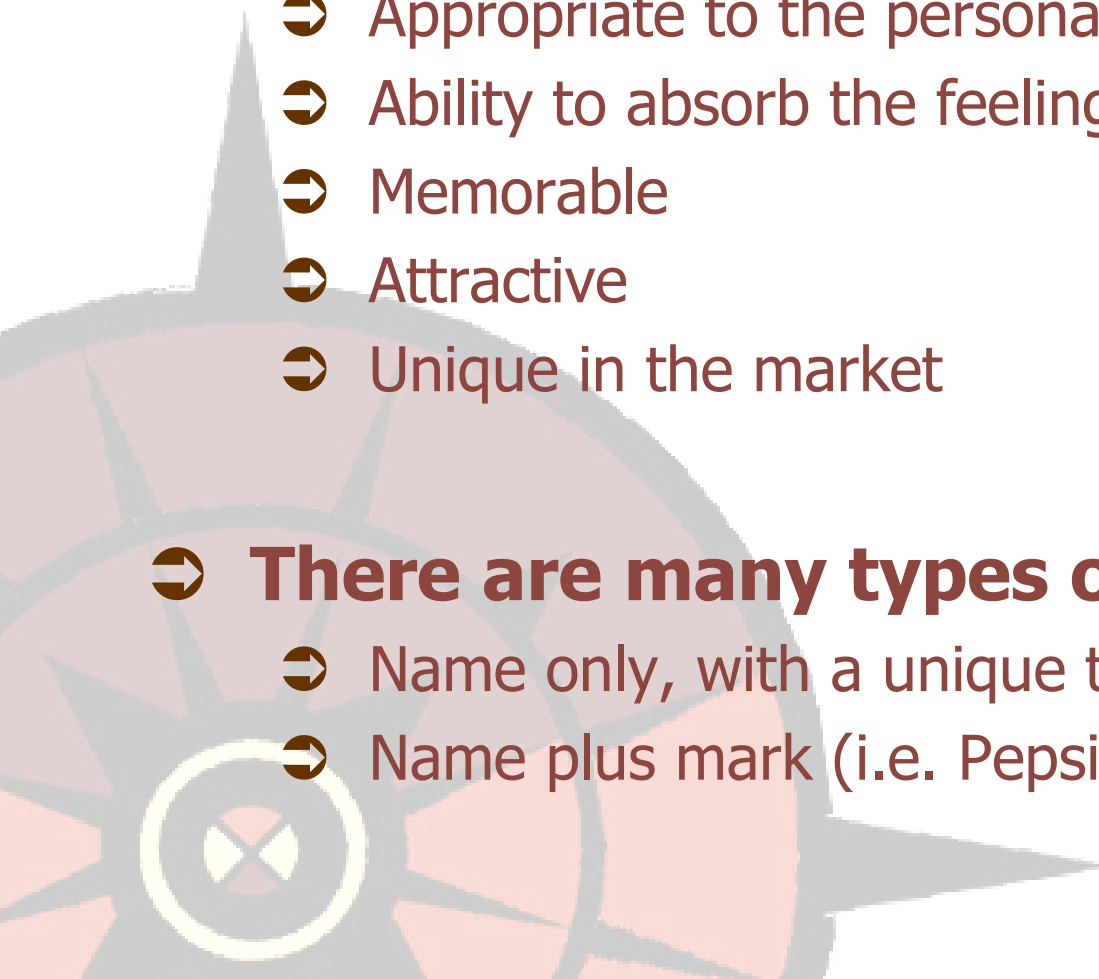 Appropriate to the persona
Ability to absorb the feeling
Memorable
Attractive
Unique in the market
There are many types
Name only, with a unique
Name plus mark (i.e. Pepsi